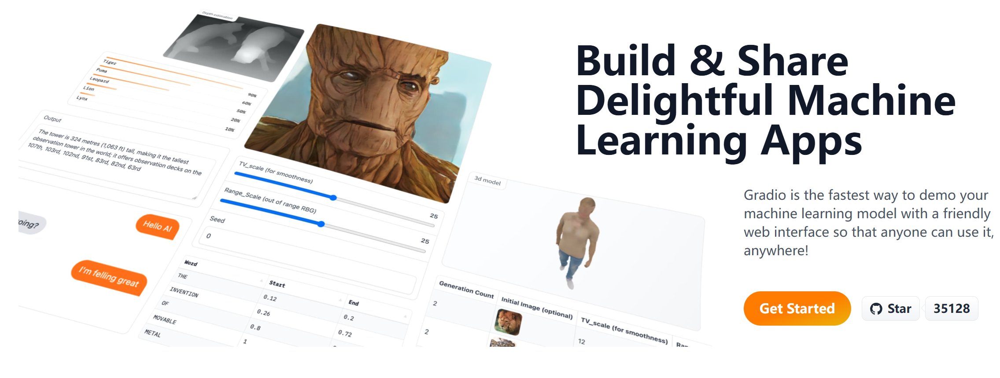 Depth estimation
Tiger
90%
Puma
60%
Leopard
50%
Lion
20%
Lynx
10%
Output
The tower is 324 metres (1,063 ft) tall, making it the tallest
observation tower in the world; it offers observation decks on the
107th, 103rd, 102nd, 91st, 83rd, 82nd, 63rd
oing?
Hello AI
I'm felling great
TV_scale (for smoothness)
25
Range_Scale (out of range RBG)
25
Seed
0
Word Start End
THE 0.12 0.2
INVENTION 0.26 0.72
OF 0.8
MOVABLE 1
METAL
3d model
Generation Count Initial Image (optional) TV_scale (for smoothness)
2 12
2
Build & Share
Delightful Machine
Learning Apps
Gradio is the fastest way to demo your
machine learning model with a friendly
web interface so that anyone can use it,
anywhere!
Get Started
Star
35128